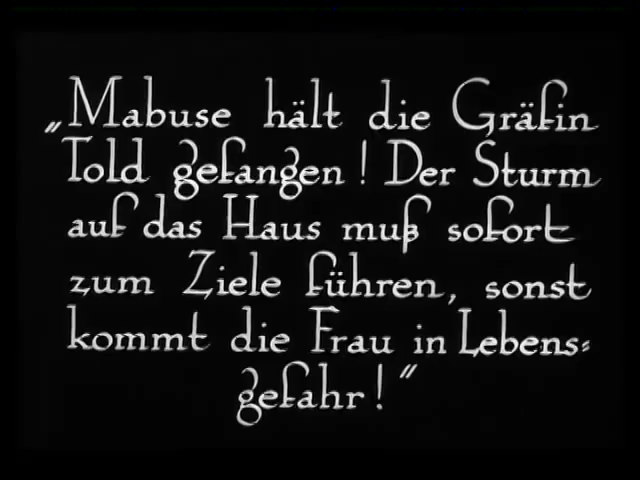 „Mabuse hält die Gräfin
Told gefangen! Der Sturm
auf das Haus muß sofort
zum Ziele führen, sonst
kommt die Frau in Lebens=
gefahr!“